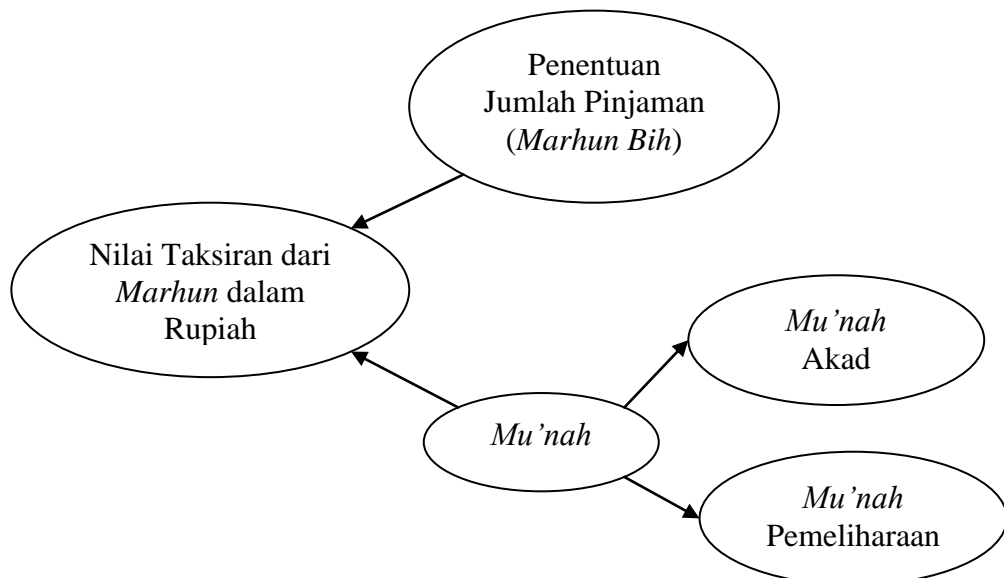 Penentuan
Jumlah Pinjaman
(Marhun Bih)
Nilai Taksiran dari
Marhun dalam
Rupiah
Mu’nah
Akad
Mu’nah
Mu’nah
Pemeliharaan